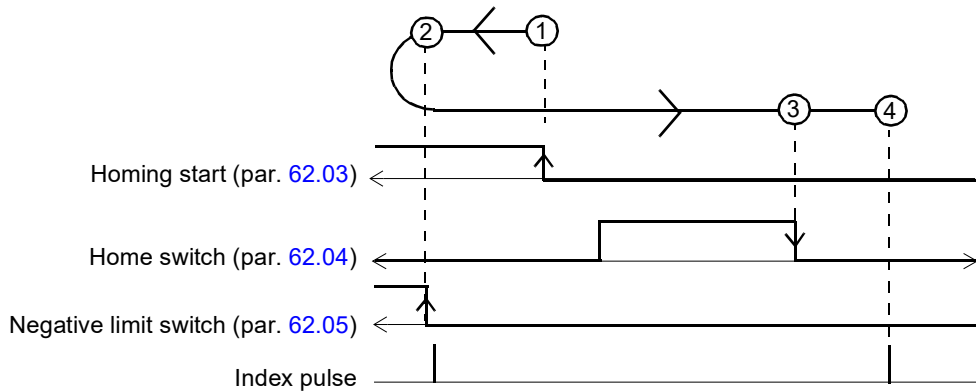 2 1
3 4
Homing start (par. 62.03)
Home switch (par. 62.04)
Negative limit switch (par. 62.05)
Index pulse